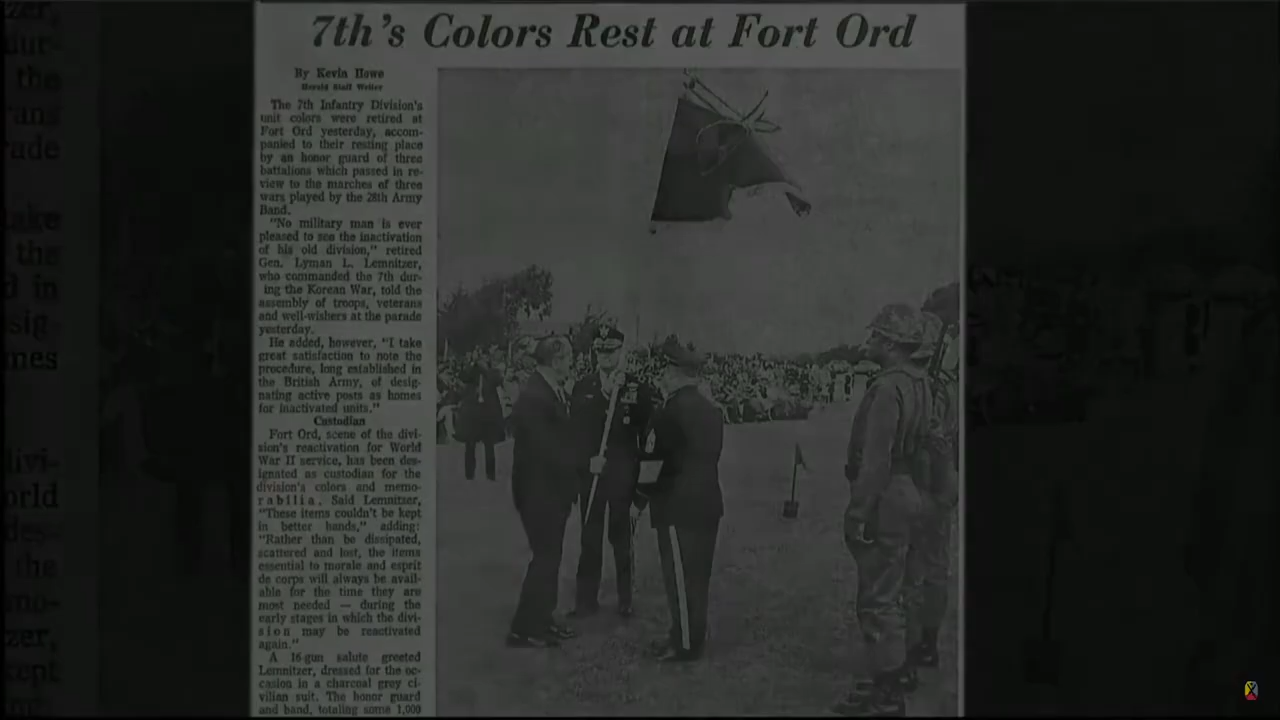 7th's Colors Rest at Fort Ord
By Kevin Howe
Herald Staff Writer
The 7th Infantry Division's
unit colors were retired at
Fort Ord yesterday, accom-
panied to their resting place
by an honor guard of three
battalions which passed in re-
view to the marches of three
wars played by the 28th Army
Band.
"No military man is ever
pleased to see the inactivation
of his old division," retired
Gen. Lyman L. Lemnitzer,
who commanded the 7th dur-
ing the Korean War, told the
assembly of troops, veterans
and well-wishers at the parade
yesterday.
He added, however, "I take
great satisfaction to note the
procedure, long established in
the British Army, of desig-
nating active posts as homes
for inactivated units."
Custodian
Fort Ord, scene of the divi-
sion's reactivation for World
War II service, has been des-
ignated as custodian for the
division's colors and memo-
rabilia. Said Lemnitzer,
"These items couldn't be kept
in better hands," adding:
"Rather than be dissipated,
scattered and lost, the items
essential to morale and esprit
de corps will always be avail-
able for the time they are
most needed — during the
early stages in which the divi-
sion may be reactivated
again."
A 16-gun salute greeted
Lemnitzer, dressed for the oc-
casion in a charcoal grey ci-
vilian suit. The honor guard
and band, totaling some 1,000